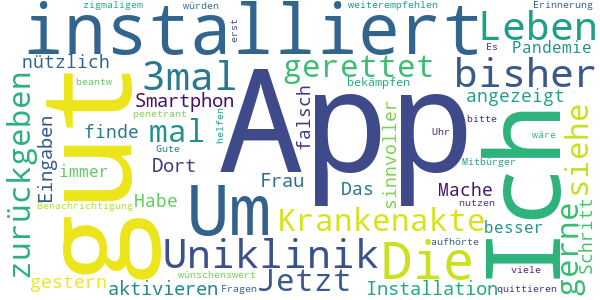 zigmaligem
würden
erst
weiterempfehlen
Erinnerung
installiert
Leben
Es
Pandemie
nützlich
3mal
gerettet
bisher
beantw
Smartphon
bekämpfen
angezeigt
zurückgeben
gut
App
Ich
siehe
penetrant
falsch
finde
mal
helfen
Uhr
bitte
wäre
Eingaben
Gute
sinnvoller
immer
Dort
Das
Mitbürger
Frau
Mache
nutzen
Habe
Um
Benachrichtigung
Krankenakte
Die
besser
gerne
Schritt
Uniklinik
aufhörte
Jetzt
viele
gestern
wünschenswert
aktivieren
Fragen
Installation
quittieren